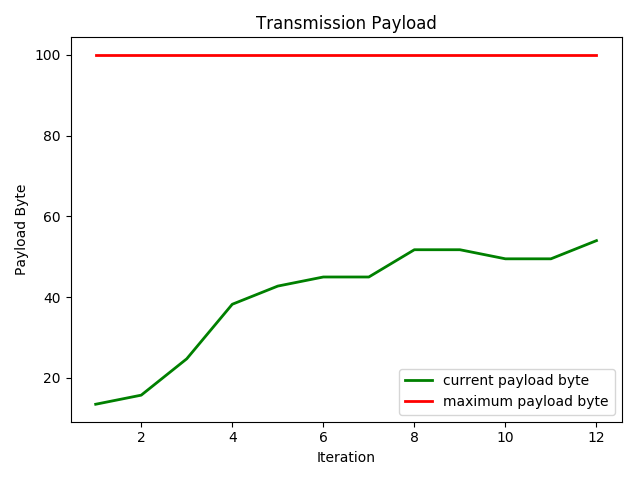 Transmission Payload
Payload Byte
100
80
60
40
20
2 4 6 8 10 12
Iteration
current payload byte
maximum payload byte